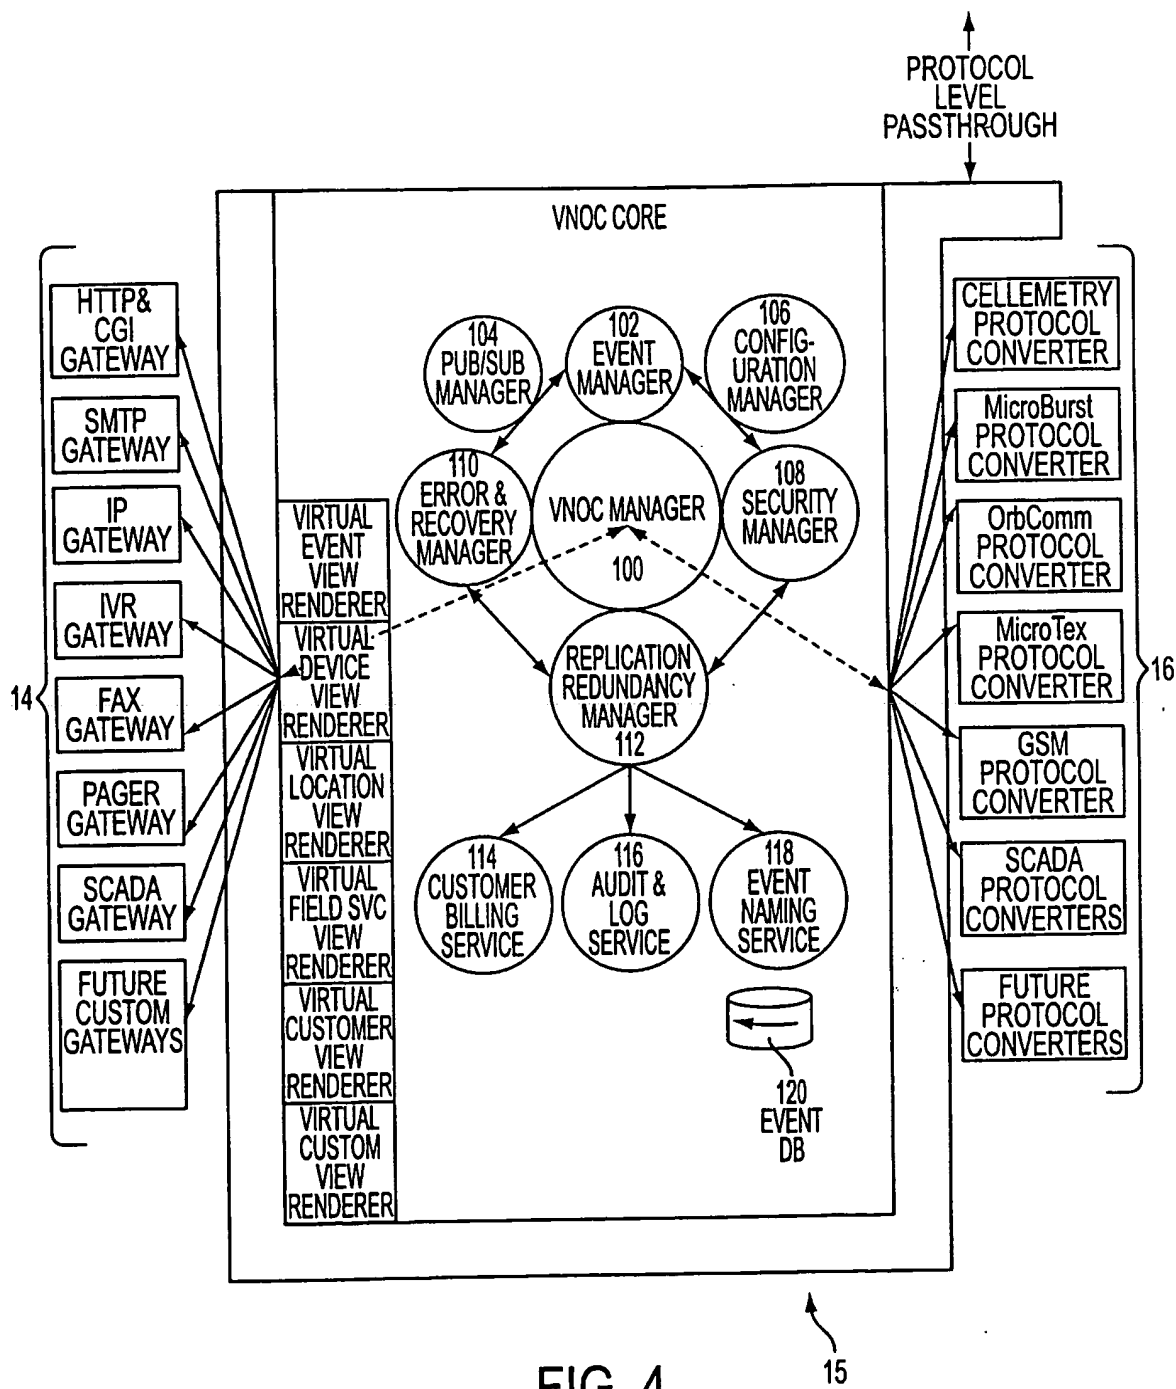 PROTOCOL
LEVEL
PASSTHROUGH
VNOC CORE
HTTP&
CGI
GATEWAY
SMTP
GATEWAY
IP
GATEWAY
IVR
GATEWAY
14
FAX
GATEWAY
PAGER
GATEWAY
SCADA
GATEWAY
FUTURE
CUSTOM
GATEWAYS
VIRTUAL
EVENT
VIEW
RENDERER
VIRTUAL
DEVICE
VIEW
RENDERER
VIRTUAL
LOCATION
VIEW
RENDERER
VIRTUAL
FIELD SVC
VIEW
RENDERER
VIRTUAL
CUSTOMER
VIEW
RENDERER
VIRTUAL
CUSTOM
VIEW
RENDERER
104
PUB/SUB
MANAGER
102
EVENT
MANAGER
106
CONFIG-
URATION
MANAGER
110
ERROR &
RECOVERY
MANAGER
VNOC MANAGER
100
108
SECURITY
MANAGER
REPLICATION
REDUNDANCY
MANAGER
112
114
CUSTOMER
BILLING
SERVICE
116
AUDIT &
LOG
SERVICE
118
EVENT
NAMING
SERVICE
120
EVENT
DB
CELLEMETRY
PROTOCOL
CONVERTER
MicroBurst
PROTOCOL
CONVERTER
OrbComm
PROTOCOL
CONVERTER
MicroTex
PROTOCOL
CONVERTER
16
GSM
PROTOCOL
CONVERTER
SCADA
PROTOCOL
CONVERTERS
FUTURE
PROTOCOL
CONVERTERS
15
FIG. 4